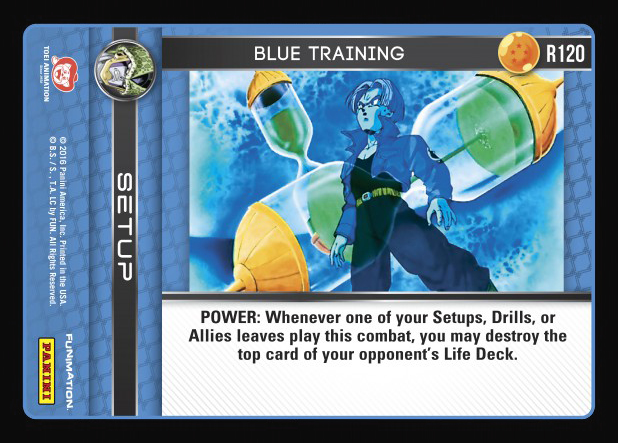 BLUE TRAINING
R120
SETUP
POWER: Whenever one of your Setups, Drills, or
Allies leaves play this combat, you may destroy the
top card of your opponent's Life Deck.
TOEI ANIMATION
© 2016 Panini America, Inc. Printed in the USA.
© B.S./S., T.A. LC by FUN. All Rights Reserved.
FUNIMATION
PANINI